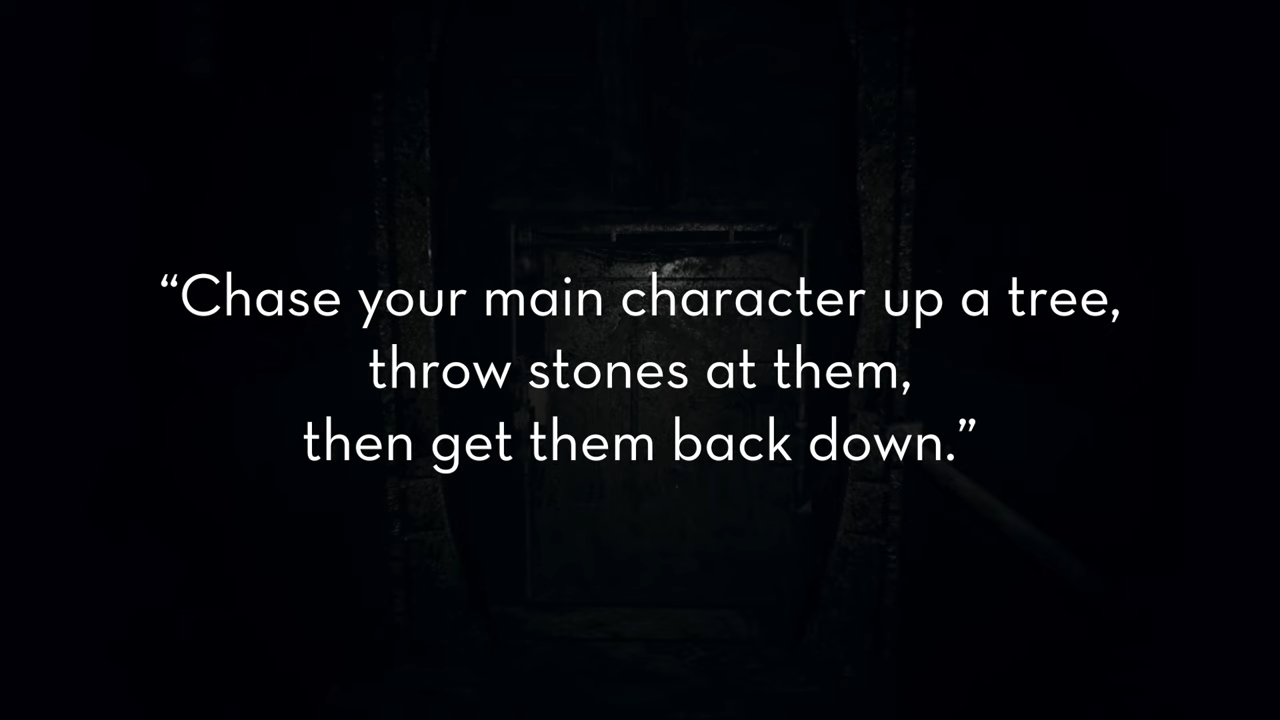 “Chase your main character up a tree,
throw stones at them,
then get them back down.”